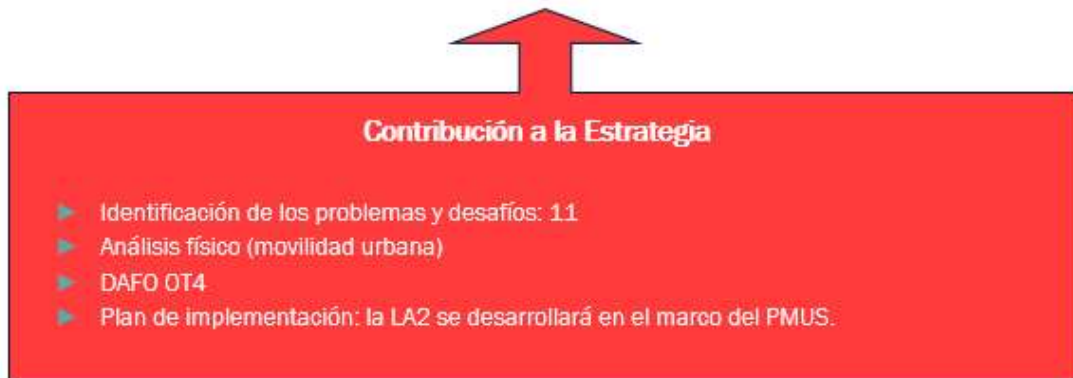 Contribución a la Estrategia
Identificación de los problemas y desafíos: 11
Análisis físico (movilidad urbana)
DAFO OT4
Plan de implementación: la LA2 se desarrollará en el marco del PMUS.